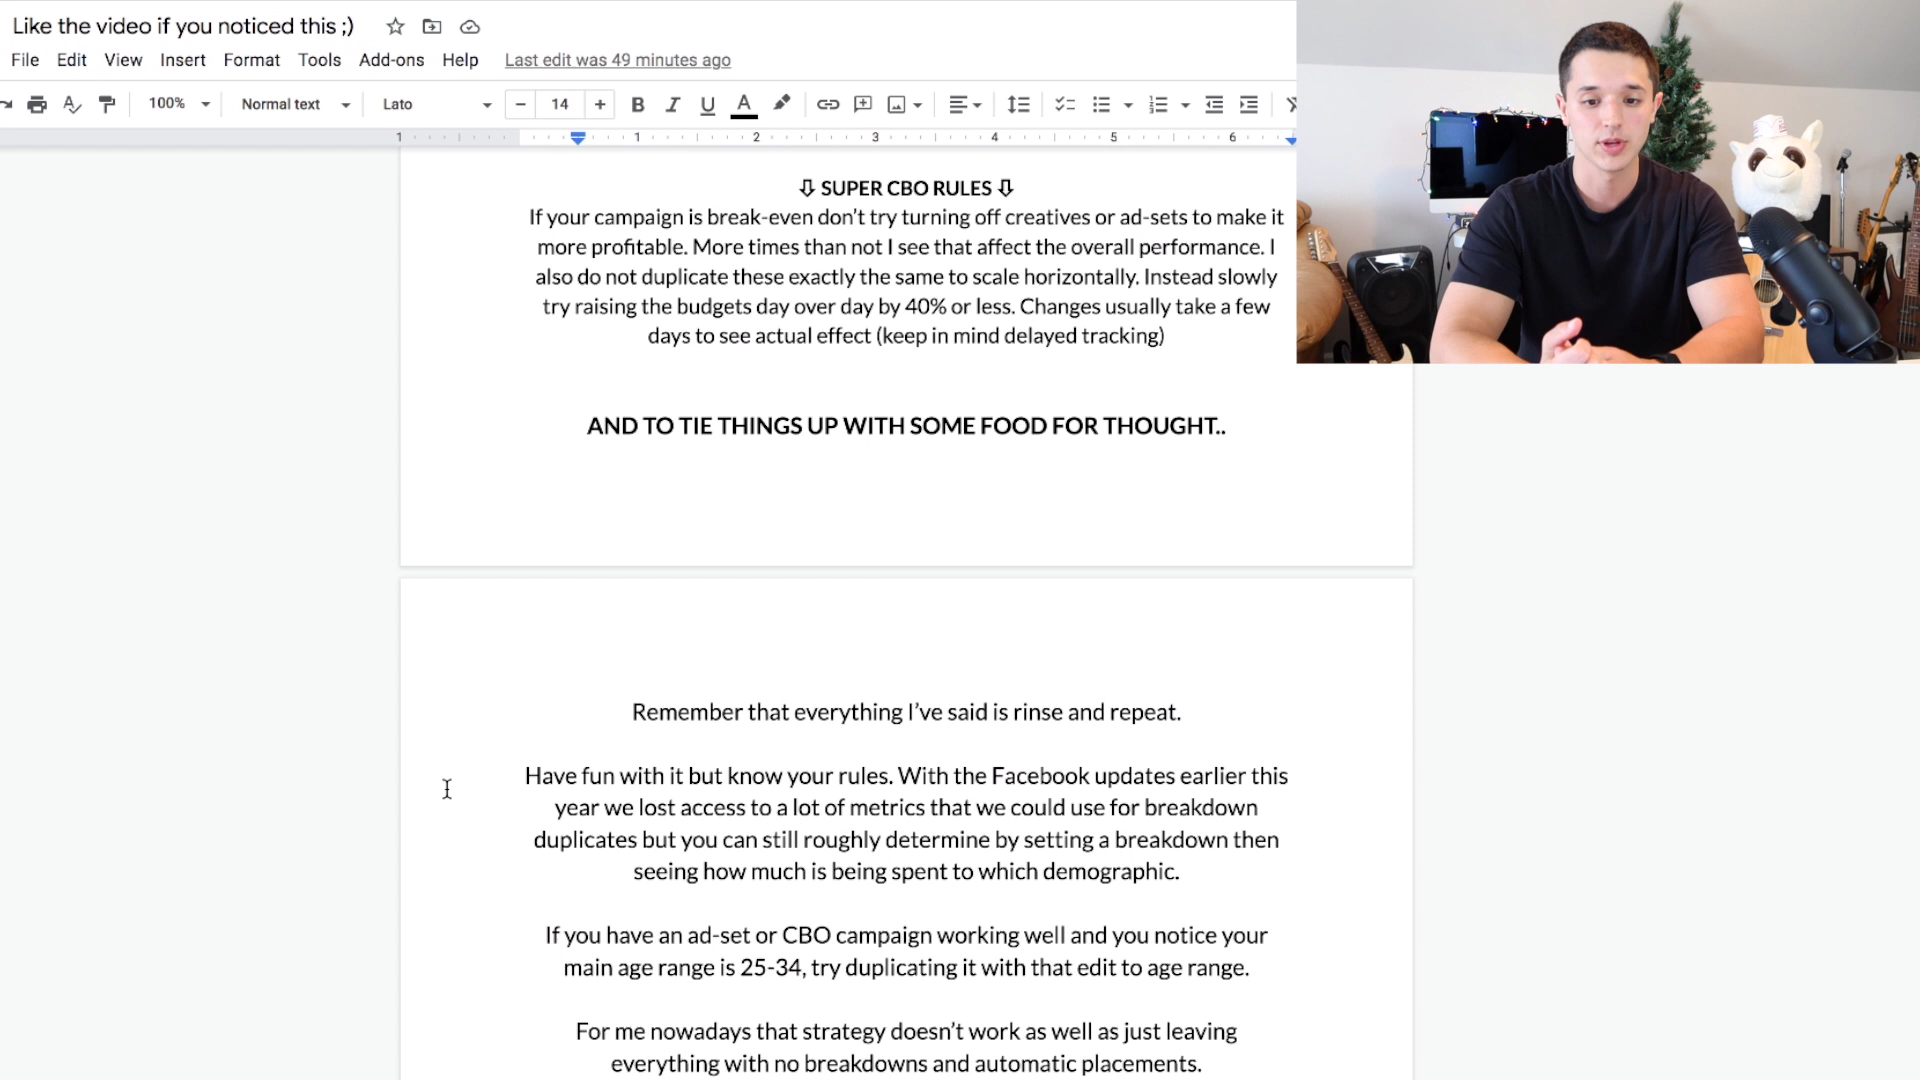 Like the video if you noticed this ;)
File Edit View Insert Format Tools Add-ons Help Last edit was 49 minutes ago
100% Normal text Lato − 14 + B I U A
1 1 2 3 4 5 6
⇩ SUPER CBO RULES ⇩
If your campaign is break-even don’t try turning off creatives or ad-sets to make it
more profitable. More times than not I see that affect the overall performance. I
also do not duplicate these exactly the same to scale horizontally. Instead slowly
try raising the budgets day over day by 40% or less. Changes usually take a few
days to see actual effect (keep in mind delayed tracking)
AND TO TIE THINGS UP WITH SOME FOOD FOR THOUGHT..
Remember that everything I’ve said is rinse and repeat.
Have fun with it but know your rules. With the Facebook updates earlier this
year we lost access to a lot of metrics that we could use for breakdown
duplicates but you can still roughly determine by setting a breakdown then
seeing how much is being spent to which demographic.
If you have an ad-set or CBO campaign working well and you notice your
main age range is 25-34, try duplicating it with that edit to age range.
For me nowadays that strategy doesn’t work as well as just leaving
everything with no breakdowns and automatic placements.